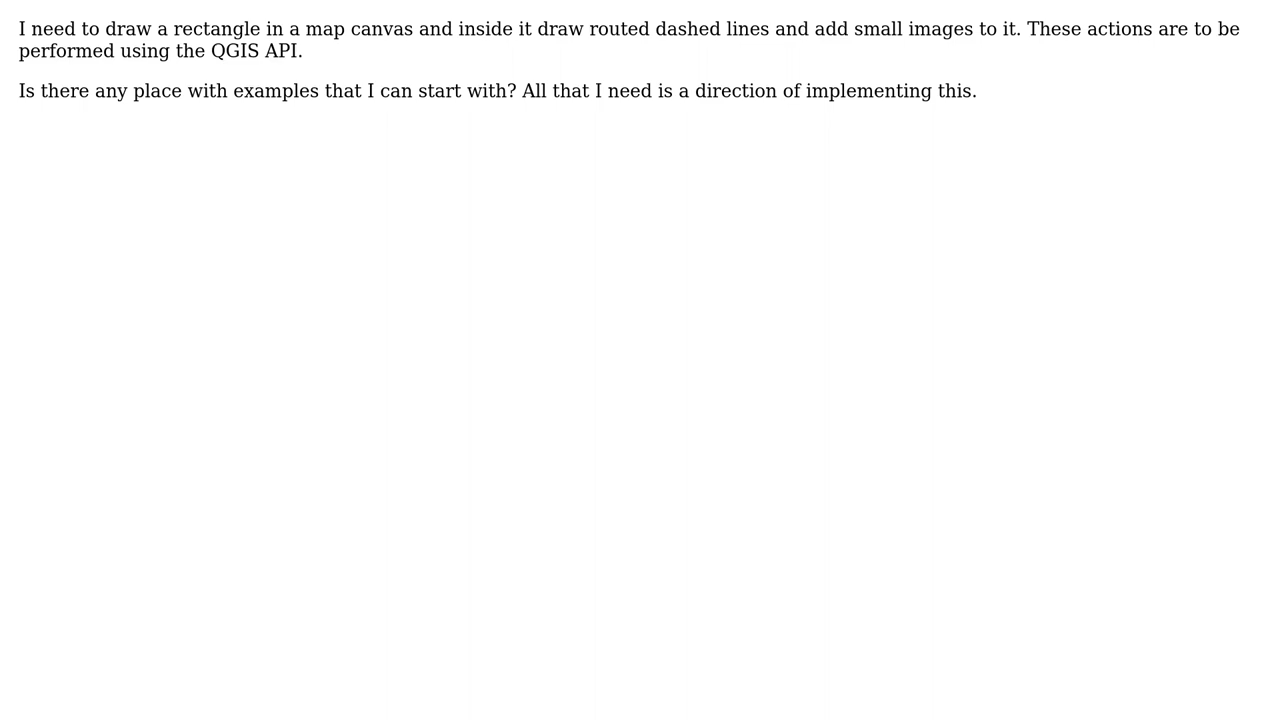 I need to draw a rectangle in a map canvas and inside it draw routed dashed lines and add small images to it. These actions are to be
performed using the QGIS API.
Is there any place with examples that I can start with? All that I need is a direction of implementing this.